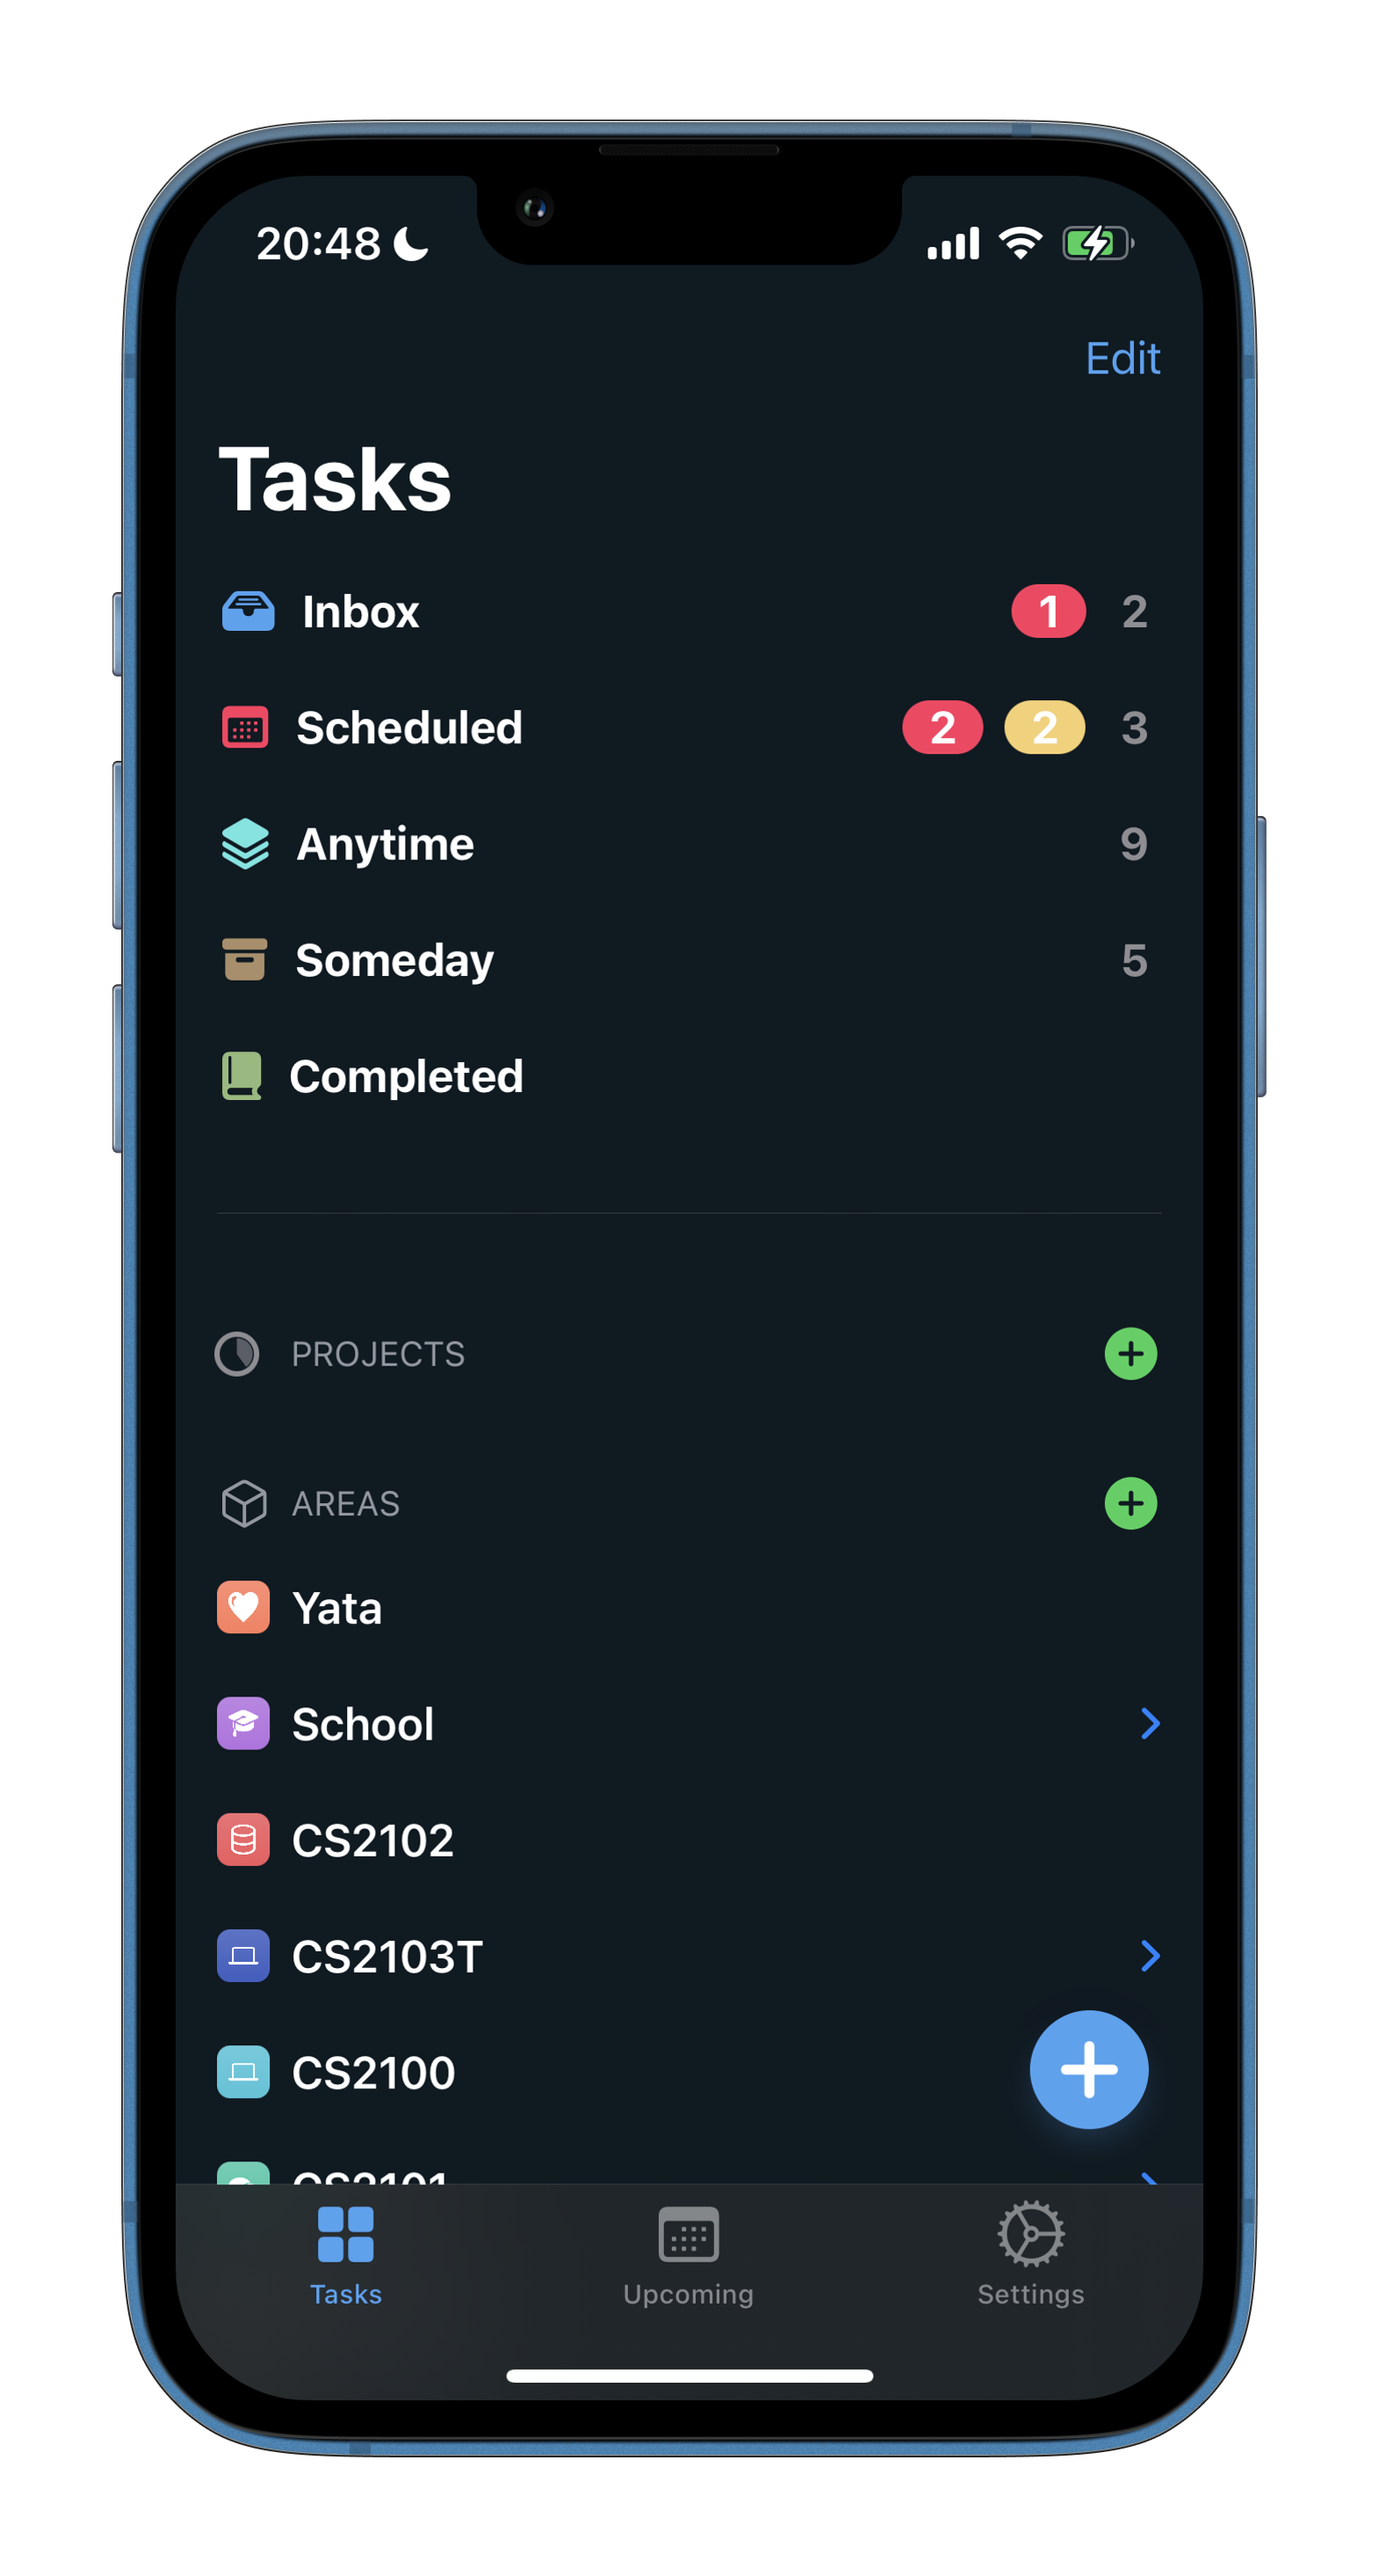 20:48
Edit
Tasks
Inbox 1 2
Scheduled 2 2 3
Anytime 9
Someday 5
Completed
PROJECTS
AREAS
Yata
School
CS2102
CS2103T
CS2100
CS2101
Tasks Upcoming Settings